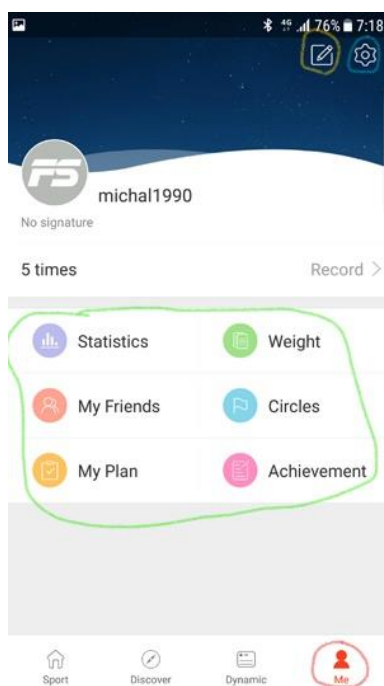 4G 76% 7:18
FS
michal1990
No signature
5 times Record >
Statistics Weight
My Friends Circles
My Plan Achievement
Sport Discover Dynamic Me